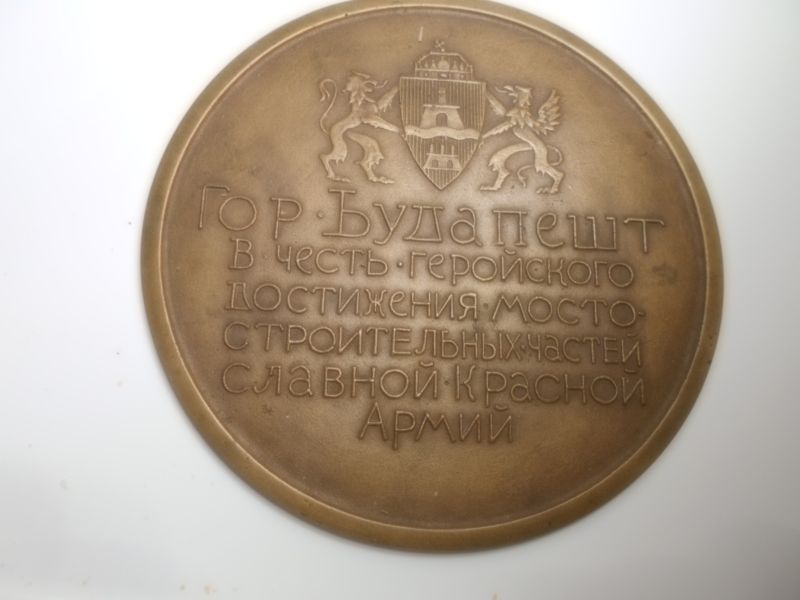 Гор·Будапешт
В·честь·геройского
достижения·мосто-
строительных·частей
славной·Красной
Армий